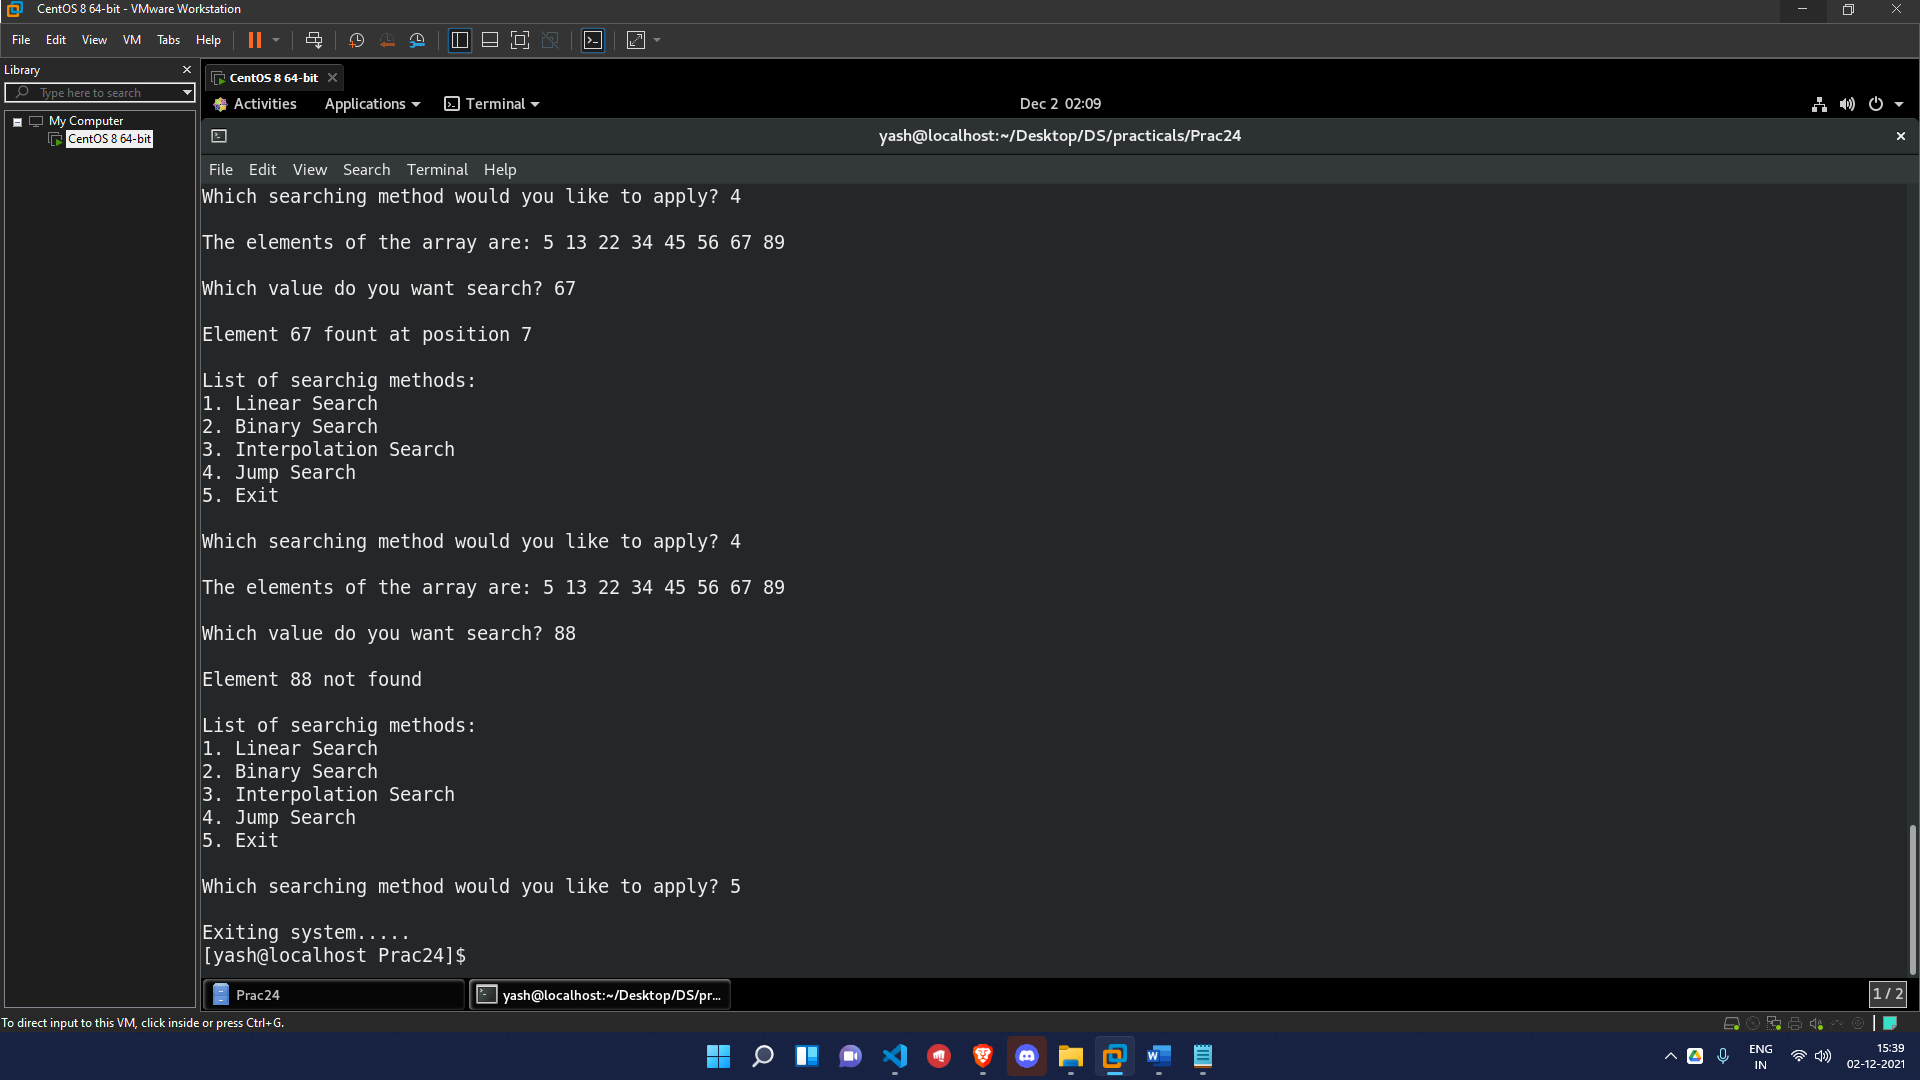 CentOS 8 64-bit - VMware Workstation
File Edit View VM Tabs Help
Library
Type here to search
My Computer
CentOS 8 64-bit
CentOS 8 64-bit
Activities Applications Terminal Dec 2 02:09
yash@localhost:~/Desktop/DS/practicals/Prac24
File Edit View Search Terminal Help
Which searching method would you like to apply? 4
The elements of the array are: 5 13 22 34 45 56 67 89
Which value do you want search? 67
Element 67 fount at position 7
List of searchig methods:
1. Linear Search
2. Binary Search
3. Interpolation Search
4. Jump Search
5. Exit
Which searching method would you like to apply? 4
The elements of the array are: 5 13 22 34 45 56 67 89
Which value do you want search? 88
Element 88 not found
List of searchig methods:
1. Linear Search
2. Binary Search
3. Interpolation Search
4. Jump Search
5. Exit
Which searching method would you like to apply? 5
Exiting system.....
[yash@localhost Prac24]$
Prac24 yash@localhost:~/Desktop/DS/pr... 1 / 2
To direct input to this VM, click inside or press Ctrl+G.
ENG
IN
15:39
02-12-2021